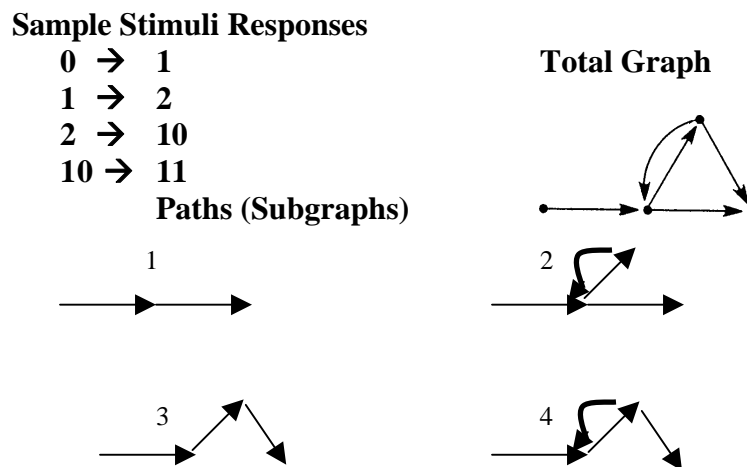 Sample Stimuli Responses
0 → 1
Total Graph
1 → 2
2 → 10
10 → 11
Paths (Subgraphs)
1
2
3
4